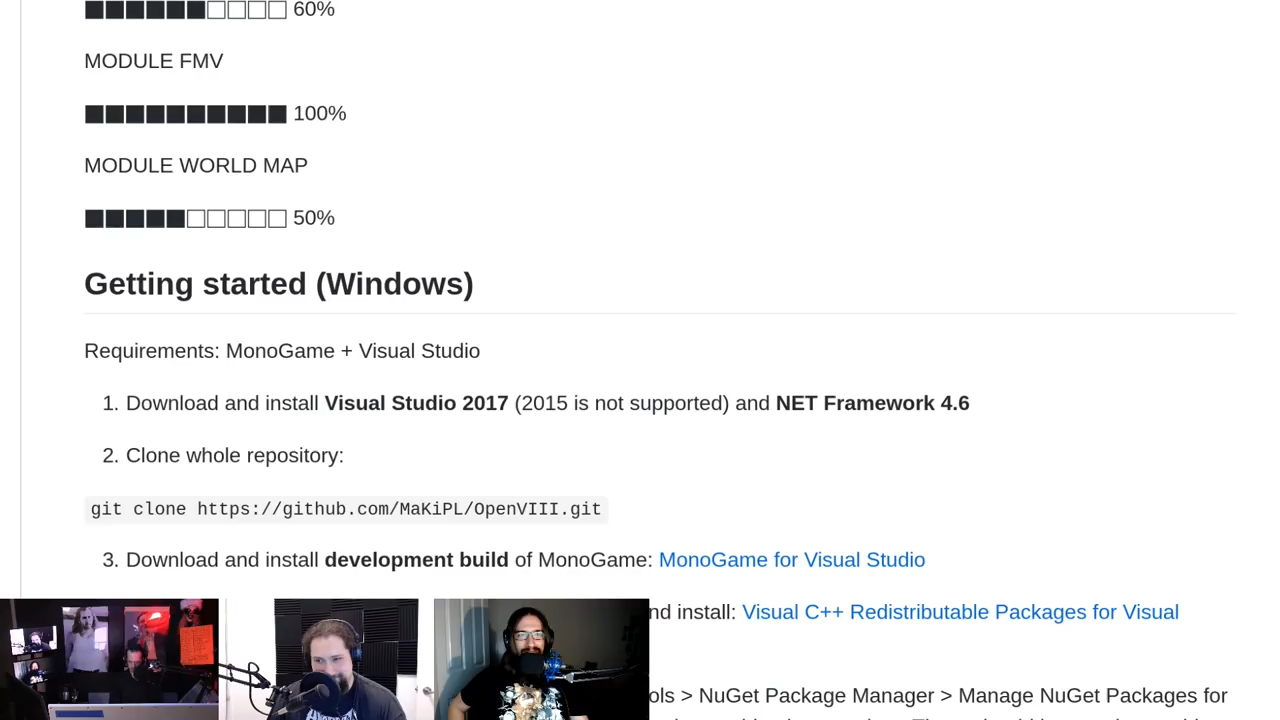 ■■■■■■□□□□ 60%
MODULE FMV
■■■■■■■■■■ 100%
MODULE WORLD MAP
■■■■■□□□□□ 50%
Getting started (Windows)
Requirements: MonoGame + Visual Studio
1. Download and install Visual Studio 2017 (2015 is not supported) and NET Framework 4.6
2. Clone whole repository:
git clone https://github.com/MaKiPL/OpenVIII.git
3. Download and install development build of MonoGame: MonoGame for Visual Studio
nd install: Visual C++ Redistributable Packages for Visual
ols > NuGet Package Manager > Manage NuGet Packages for